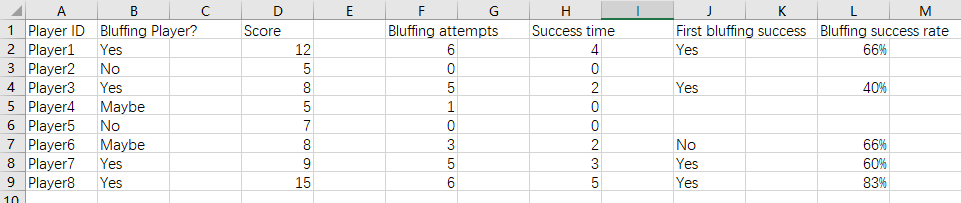 A B C D E F G H I J K L M
1 Player ID Bluffing Player? Score Bluffing attempts Success time First bluffing success Bluffing success rate
2 Player1 Yes 12 6 4 Yes 66%
3 Player2 No 5 0 0
4 Player3 Yes 8 5 2 Yes 40%
5 Player4 Maybe 5 1 0
6 Player5 No 7 0 0
7 Player6 Maybe 8 3 2 No 66%
8 Player7 Yes 9 5 3 Yes 60%
9 Player8 Yes 15 6 5 Yes 83%
10